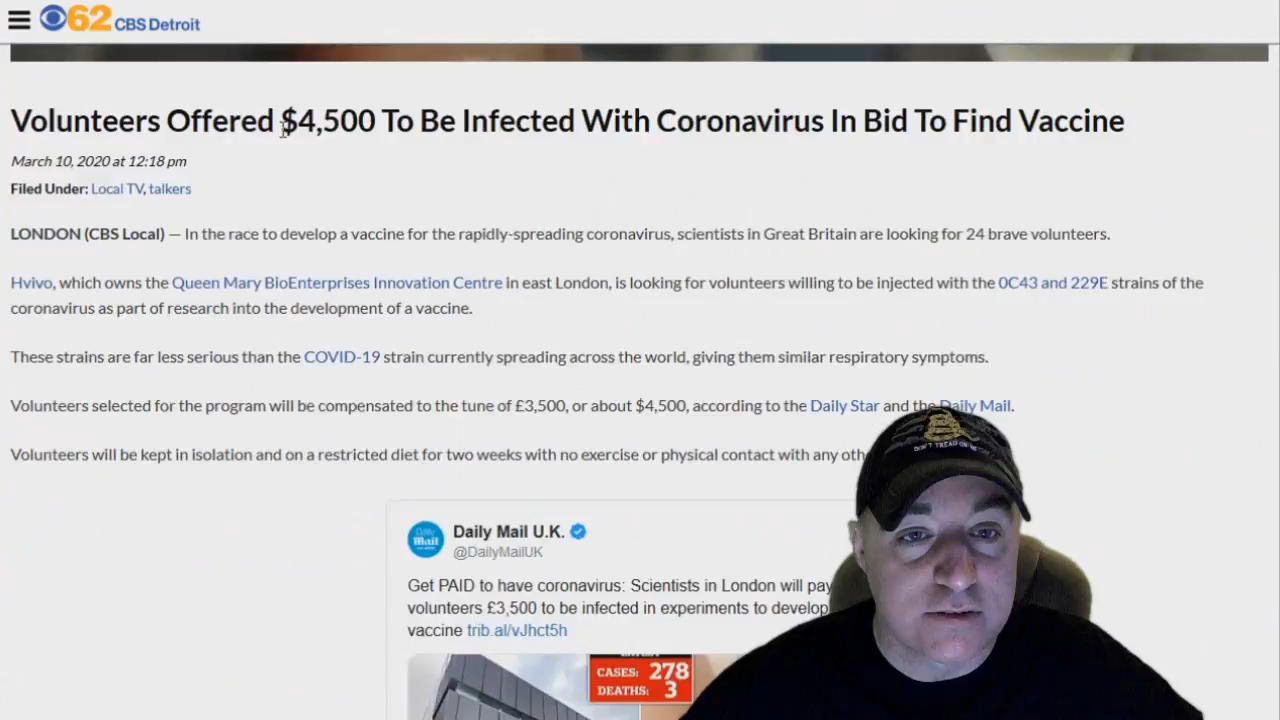 62 CBS Detroit
Volunteers Offered $4,500 To Be Infected With Coronavirus In Bid To Find Vaccine
March 10, 2020 at 12:18 pm
Filed Under: Local TV, talkers
LONDON (CBS Local) — In the race to develop a vaccine for the rapidly-spreading coronavirus, scientists in Great Britain are looking for 24 brave volunteers.
Hvivo, which owns the Queen Mary BioEnterprises Innovation Centre in east London, is looking for volunteers willing to be injected with the 0C43 and 229E strains of the
coronavirus as part of research into the development of a vaccine.
These strains are far less serious than the COVID-19 strain currently spreading across the world, giving them similar respiratory symptoms.
Volunteers selected for the program will be compensated to the tune of £3,500, or about $4,500, according to the Daily Star and the Daily Mail.
Volunteers will be kept in isolation and on a restricted diet for two weeks with no exercise or physical contact with any
DON'T TREAD ON ME
Daily Mail U.K.
@DailyMailUK
Get PAID to have coronavirus: Scientists in London will pay
volunteers £3,500 to be infected in experiments to develop
vaccine trib.al/vJhct5h
CASES: 278
DEATHS: 3